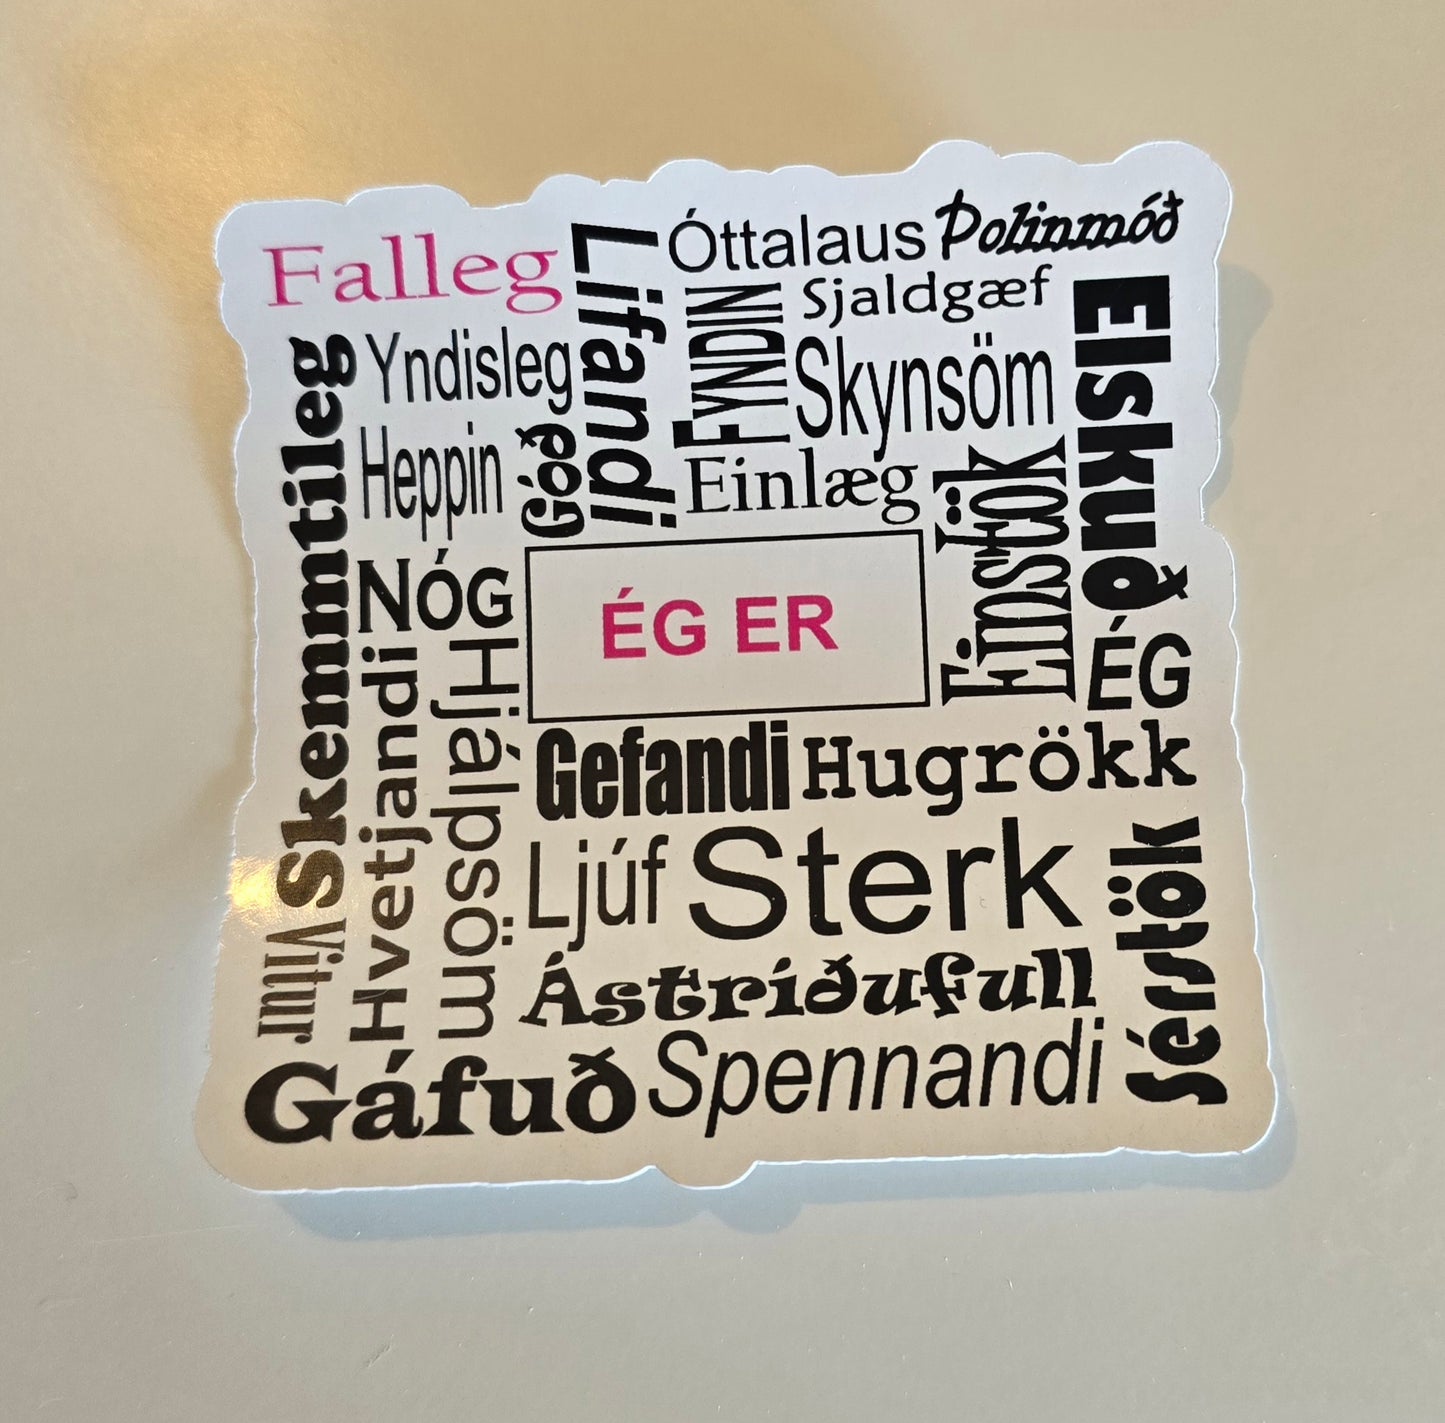 Falleg
Lifandi
Óttalaus
Þolinmóð
FYNDIN
Sjaldgæf
Elskuð
Skemmtileg
Yndisleg
Skynsöm
Heppin
Góð
Einlæg
Einstök
NÓG
ÉG ER
ÉG
Hvetjandi
Hjálpsöm
Gefandi
Hugrökk
Ljúf
Sterk
Sérstök
Vitur
Ástríðufull
Gáfuð
Spennandi